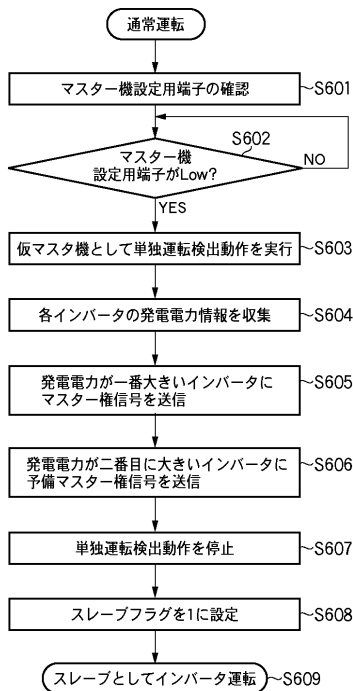 通常運転
マスター機設定用端子の確認
S601
S602
マスター機
設定用端子がLow?
NO
YES
仮マスタ機として単独運転検出動作を実行
S603
各インバータの発電電力情報を収集
S604
発電電力が一番大きいインバータに
マスター権信号を送信
S605
発電電力が二番目に大きいインバータに
予備マスター権信号を送信
S606
単独運転検出動作を停止
S607
スレーブフラグを1に設定
S608
スレーブとしてインバータ運転
S609